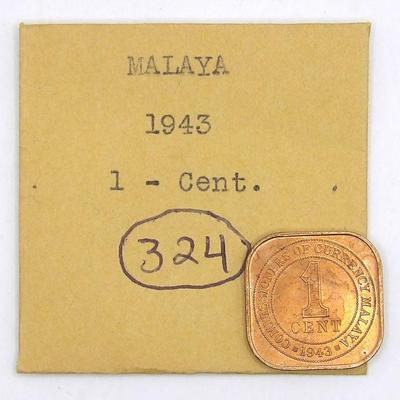 MALAYA
1943
1 - Cent.
324
COMMISSIONERS OF CURRENCY MALAYA
1
CENT
1943